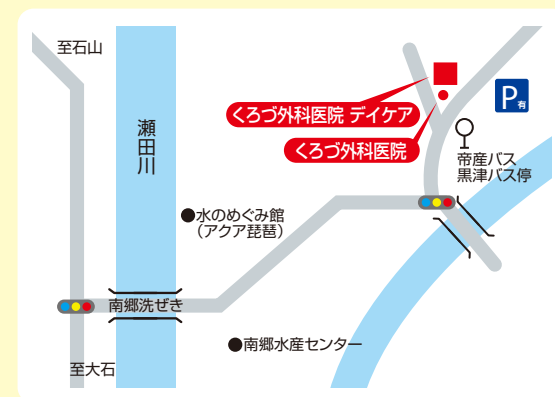 至石山
瀬田川
くろづ外科医院 デイケア
くろづ外科医院
P
有
帝産バス
黒津バス停
●水のめぐみ館
（アクア琵琶）
南郷洗ぜき
●南郷水産センター
至大石